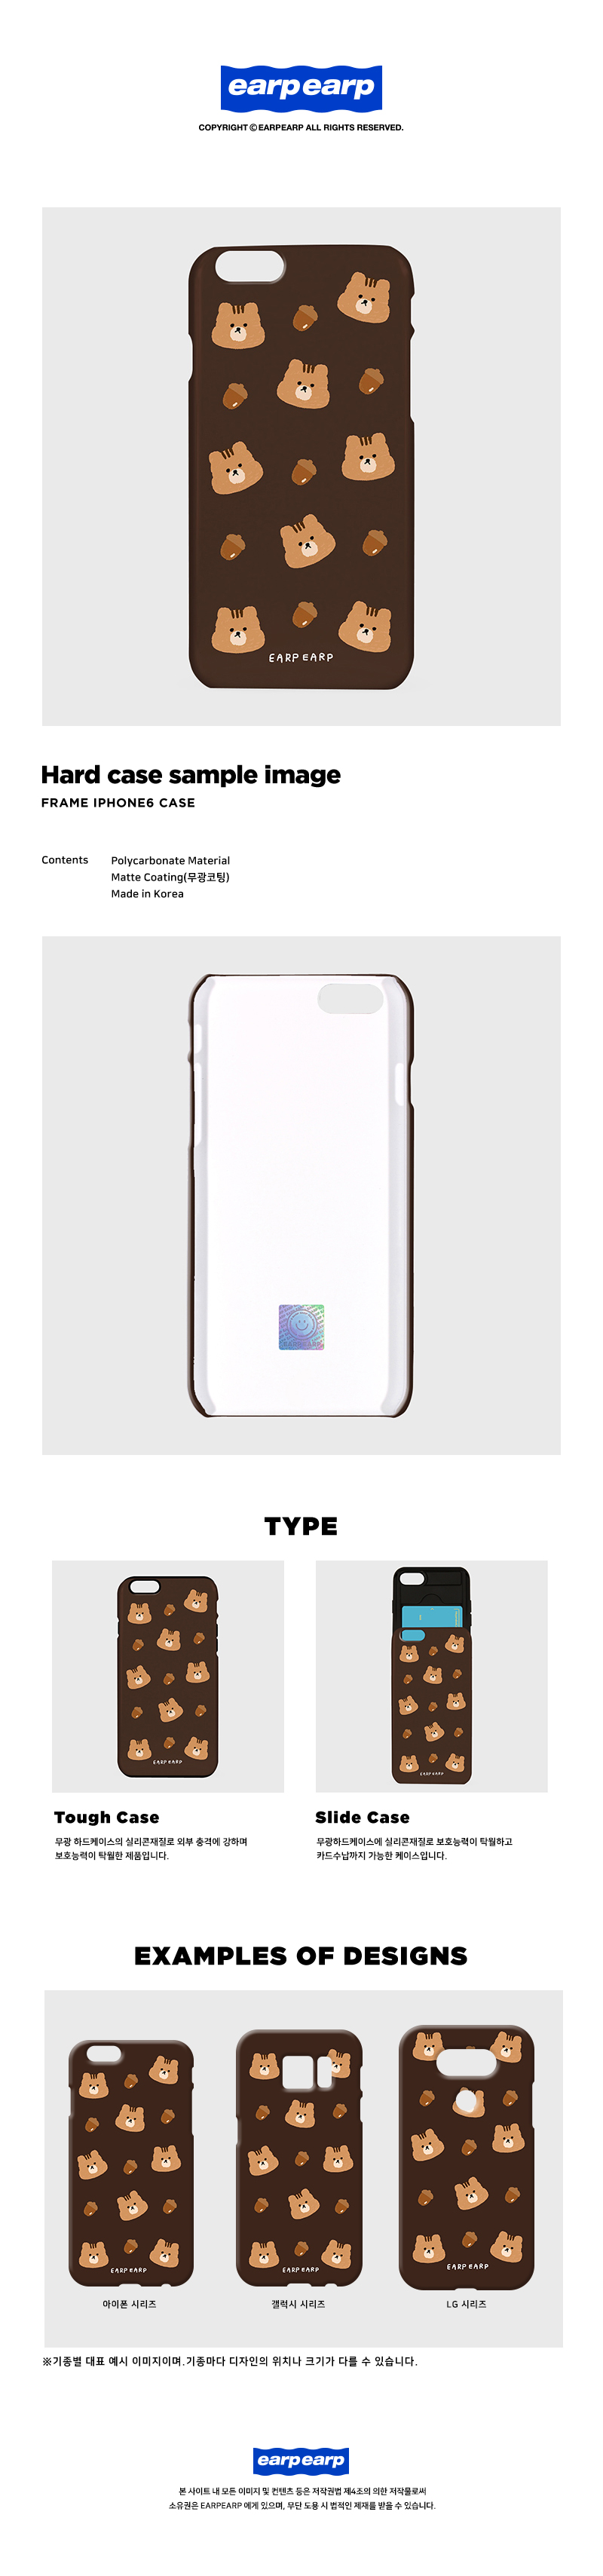 earp earp
COPYRIGHT © EARPEARP ALL RIGHTS RESERVED.
EARP EARP
Hard case sample image
FRAME IPHONE6 CASE
Contents
Polycarbonate Material
Matte Coating(무광코팅)
Made in Korea
EARP EARP
TYPE
EARP EARP
EARP EARP
Tough Case
무광 하드케이스의 실리콘재질로 외부 충격에 강하며
보호능력이 탁월한 제품입니다.
Slide Case
무광하드케이스에 실리콘재질로 보호능력이 탁월하고
카드수납까지 가능한 케이스입니다.
EXAMPLES OF DESIGNS
EARP EARP
EARP EARP
EARP EARP
아이폰 시리즈
갤럭시 시리즈
LG 시리즈
※기종별 대표 예시 이미지이며.기종마다 디자인의 위치나 크기가 다를 수 있습니다.
earp earp
본 사이트 내 모든 이미지 및 컨텐츠 등은 저작권법 제4조의 의한 저작물로써
소유권은 EARPEARP 에게 있으며, 무단 도용 시 법적인 제재를 받을 수 있습니다.